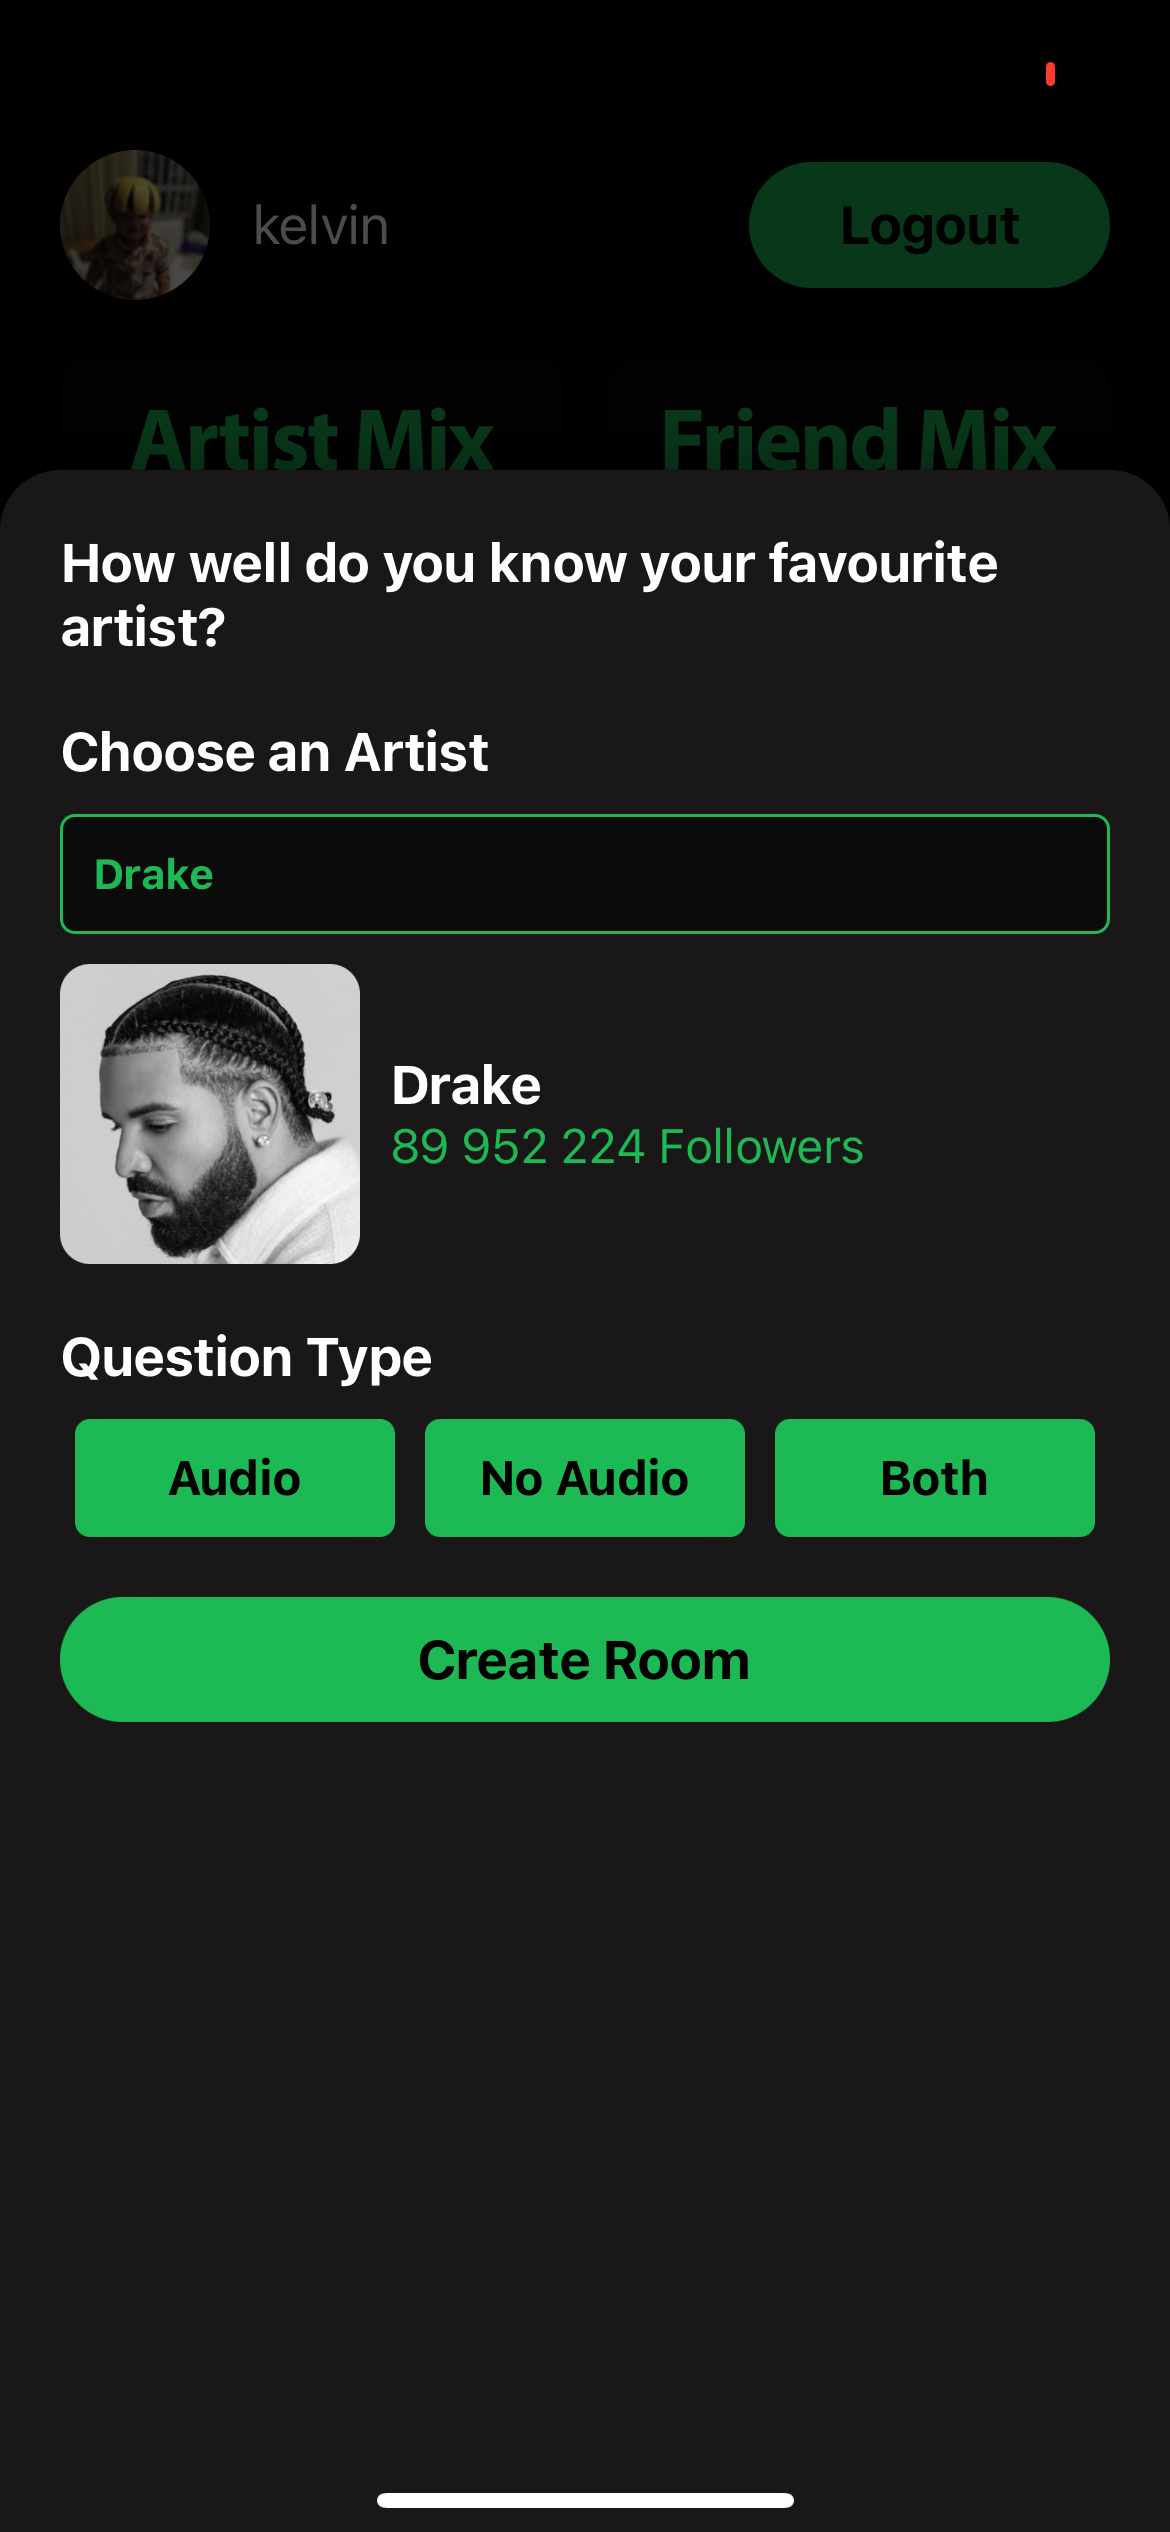 kelvin
Logout
Artist Mix
Friend Mix
How well do you know your favourite
artist?
Choose an Artist
Drake
Drake
89 952 224 Followers
Question Type
Audio
No Audio
Both
Create Room